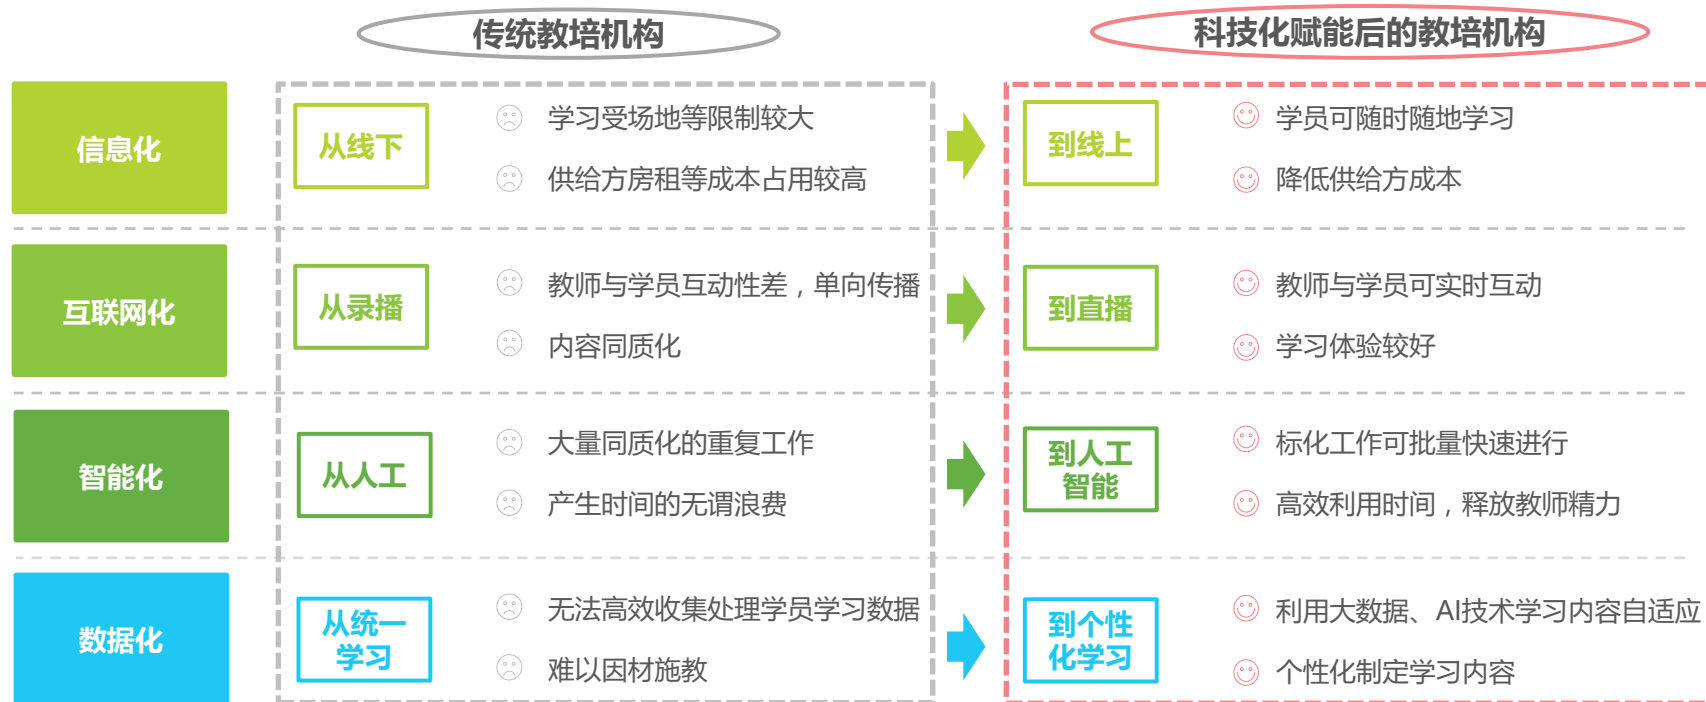 传统教培机构
科技化赋能后的教培机构
信息化
从线下
学习受场地等限制较大
供给方房租等成本占用较高
到线上
学员可随时随地学习
降低供给方成本
互联网化
从录播
教师与学员互动性差，单向传播
内容同质化
到直播
教师与学员可实时互动
学习体验较好
智能化
从人工
大量同质化的重复工作
产生时间的无谓浪费
到人工
智能
标化工作可批量快速进行
高效利用时间，释放教师精力
数据化
从统一
学习
无法高效收集处理学员学习数据
难以因材施教
到个性
化学习
利用大数据、AI技术学习内容自适应
个性化制定学习内容